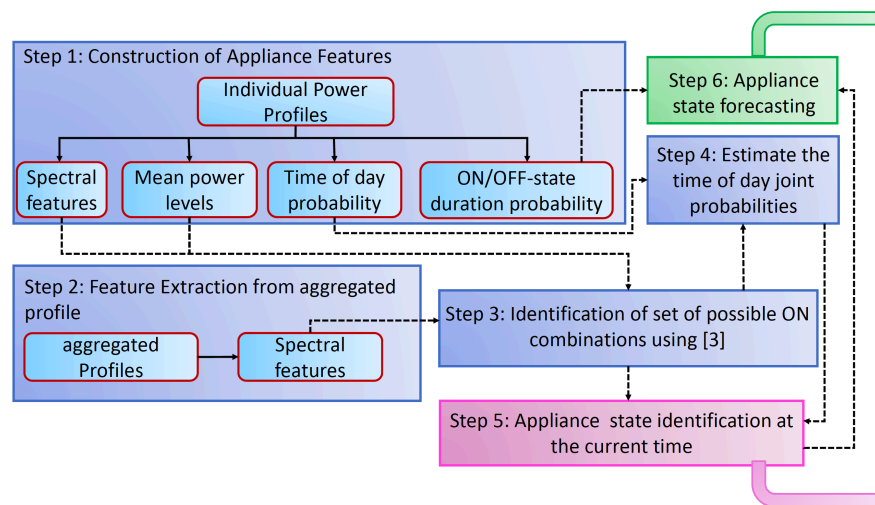 Step 1: Construction of Appliance Features
Individual Power
Profiles
Spectral
features
Mean power
levels
Time of day
probability
ON/OFF-state
duration probability
Step 6: Appliance
state forecasting
Step 4: Estimate the
time of day joint
probabilities
Step 2: Feature Extraction from aggregated
profile
aggregated
Profiles
Spectral
features
Step 3: Identification of set of possible ON
combinations using [3]
Step 5: Appliance state identification at
the current time